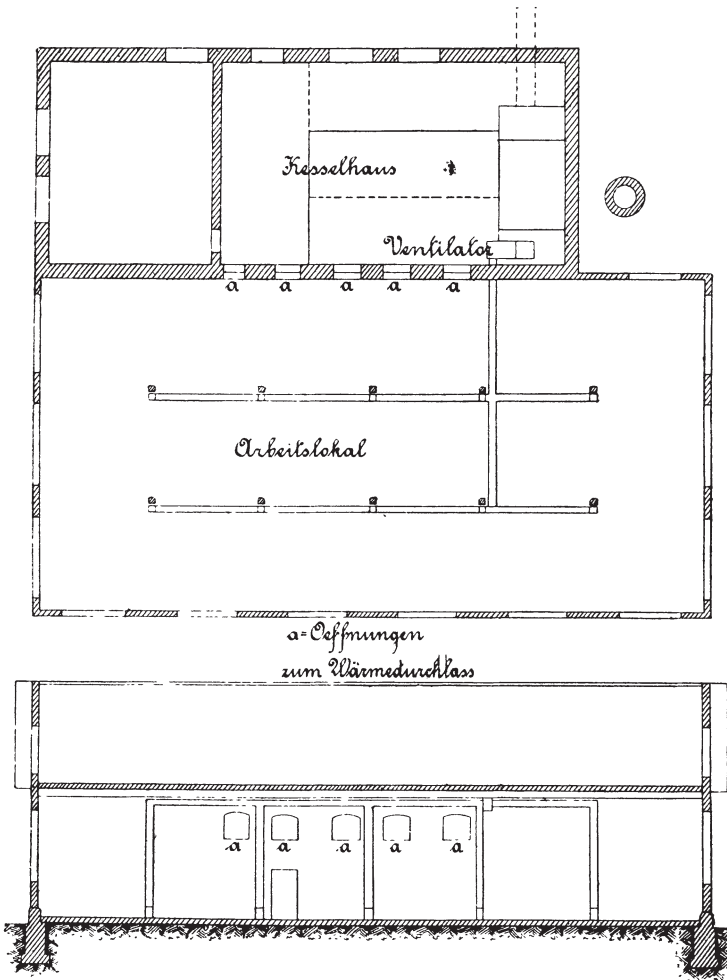 Kesselhaus
Ventilator
a a a a a
Arbeitslokal
a=Oeffnungen
zum Wärmedurchlass
a a a a a